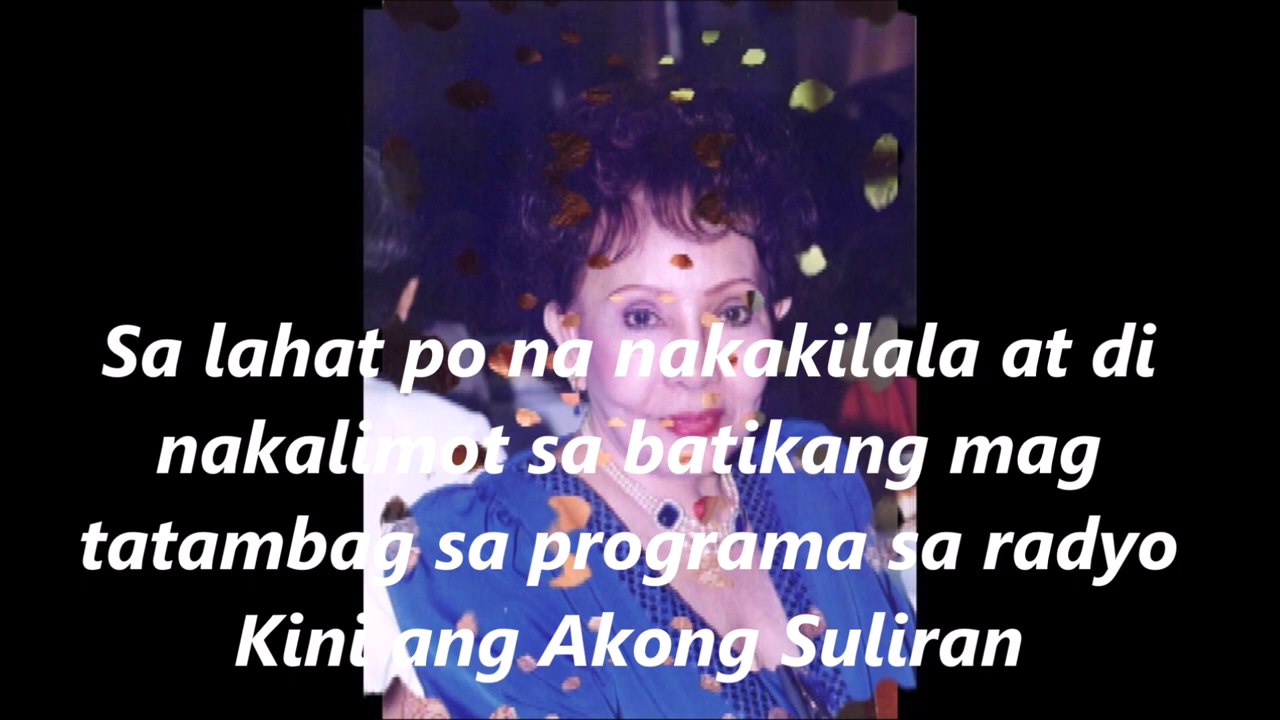 Sa lahat po na nakakilala at di
nakalimot sa batikang mag
tatambag sa programa sa radyo
Kini ang Akong Suliran